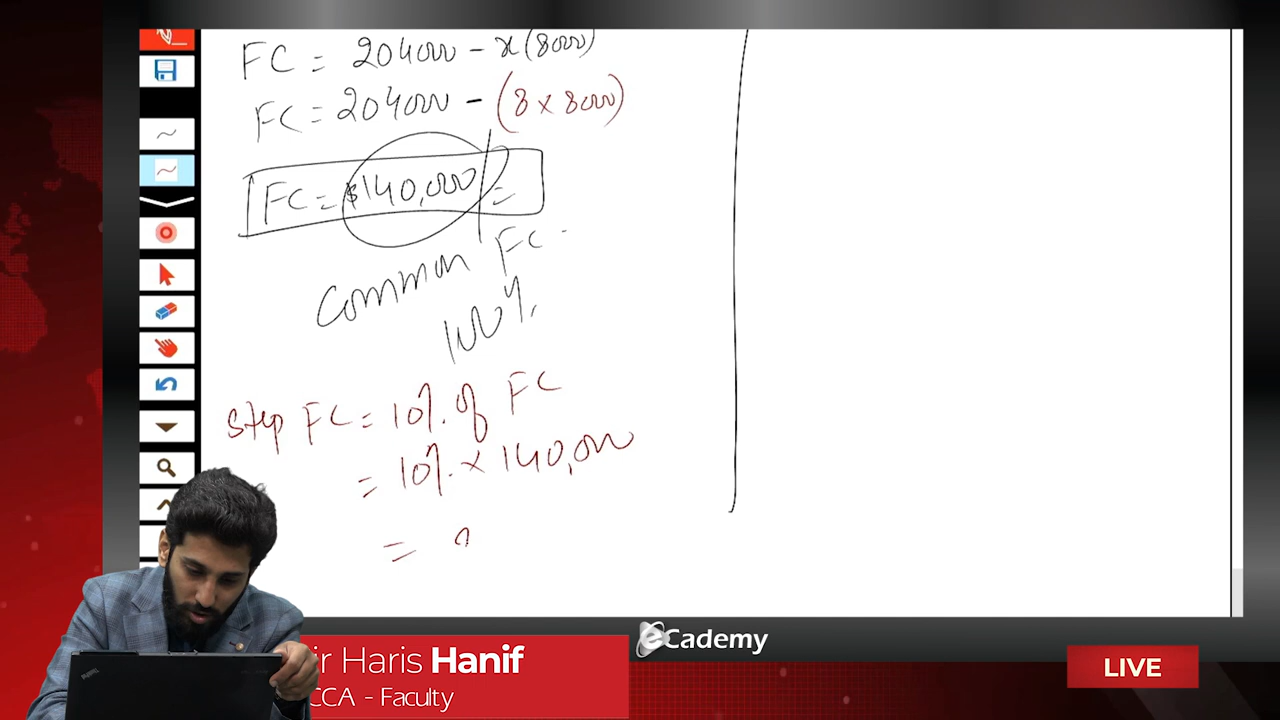 FC = 204000 - x(8000)
FC = 204000 - (8 x 8000)
FC = $140,000 =
Common FC
100%
Step FC = 10% of FC
= 10% x 140,000
=
eCademy
ir Haris Hanif
CCA - Faculty
LIVE